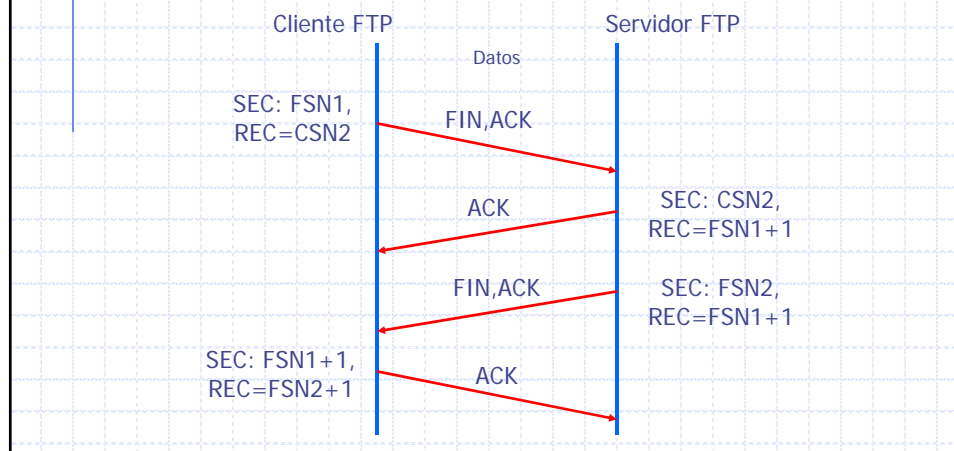 Cliente FTP
Servidor FTP
Datos
SEC: FSN1,
REC=CSN2
FIN,ACK
ACK
SEC: CSN2,
REC=FSN1+1
FIN,ACK
SEC: FSN2,
REC=FSN1+1
SEC: FSN1+1,
REC=FSN2+1
ACK